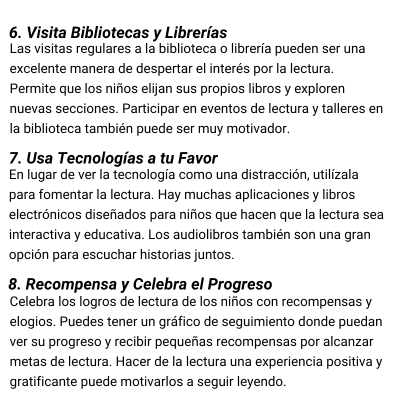 6. Visita Bibliotecas y Librerías
Las visitas regulares a la biblioteca o librería pueden ser una
excelente manera de despertar el interés por la lectura.
Permite que los niños elijan sus propios libros y exploren
nuevas secciones. Participar en eventos de lectura y talleres en
la biblioteca también puede ser muy motivador.
7. Usa Tecnologías a tu Favor
En lugar de ver la tecnología como una distracción, utilízala
para fomentar la lectura. Hay muchas aplicaciones y libros
electrónicos diseñados para niños que hacen que la lectura sea
interactiva y educativa. Los audiolibros también son una gran
opción para escuchar historias juntos.
8. Recompensa y Celebra el Progreso
Celebra los logros de lectura de los niños con recompensas y
elogios. Puedes tener un gráfico de seguimiento donde puedan
ver su progreso y recibir pequeñas recompensas por alcanzar
metas de lectura. Hacer de la lectura una experiencia positiva y
gratificante puede motivarlos a seguir leyendo.